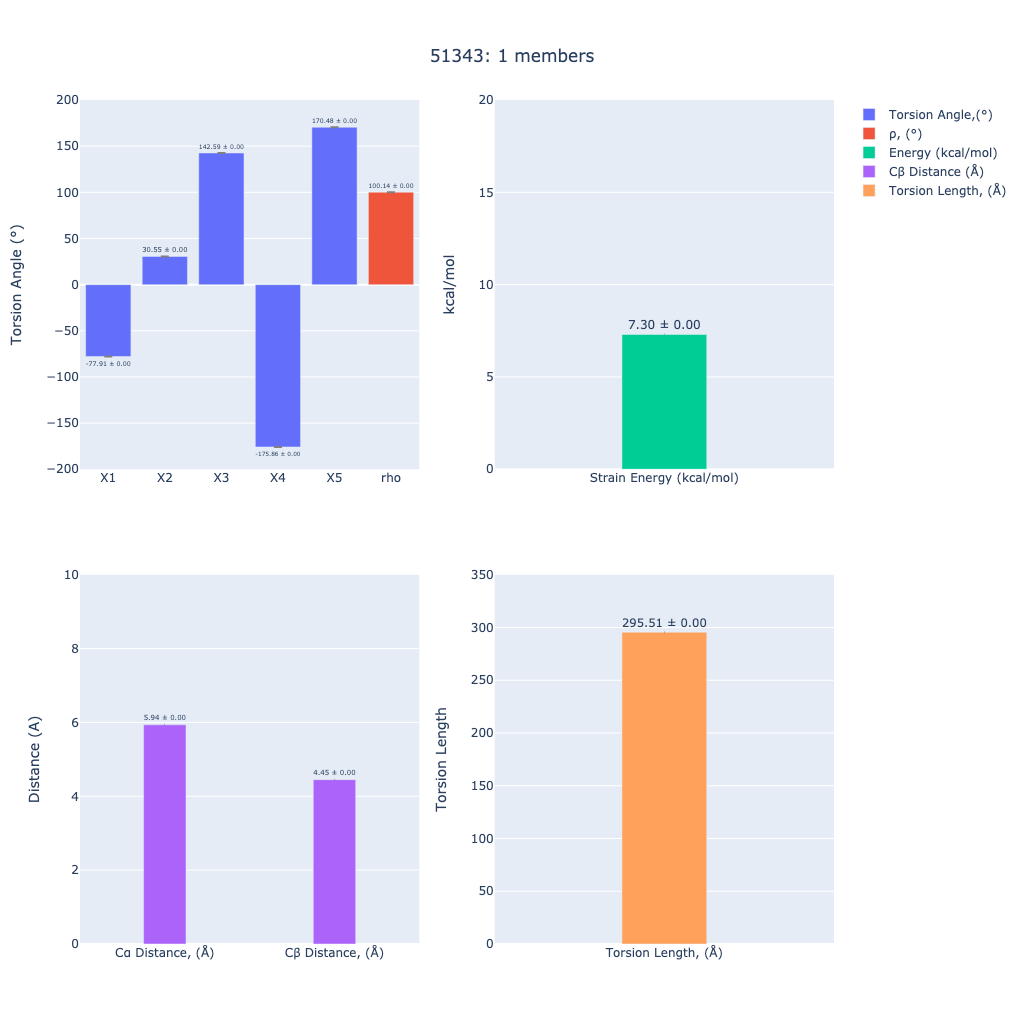 51343: 1 members
Torsion Angle (°)
200
150
100
50
0
−50
−100
−150
−200
-77.91 ± 0.00
30.55 ± 0.00
142.59 ± 0.00
-175.86 ± 0.00
170.48 ± 0.00
100.14 ± 0.00
X1
X2
X3
X4
X5
rho
kcal/mol
20
15
10
5
0
7.30 ± 0.00
Strain Energy (kcal/mol)
Torsion Angle,(°)
ρ, (°)
Energy (kcal/mol)
Cβ Distance (Å)
Torsion Length, (Å)
Distance (A)
10
8
6
4
2
0
5.94 ± 0.00
4.45 ± 0.00
Cα Distance, (Å)
Cβ Distance, (Å)
Torsion Length
350
300
250
200
150
100
50
0
295.51 ± 0.00
Torsion Length, (Å)